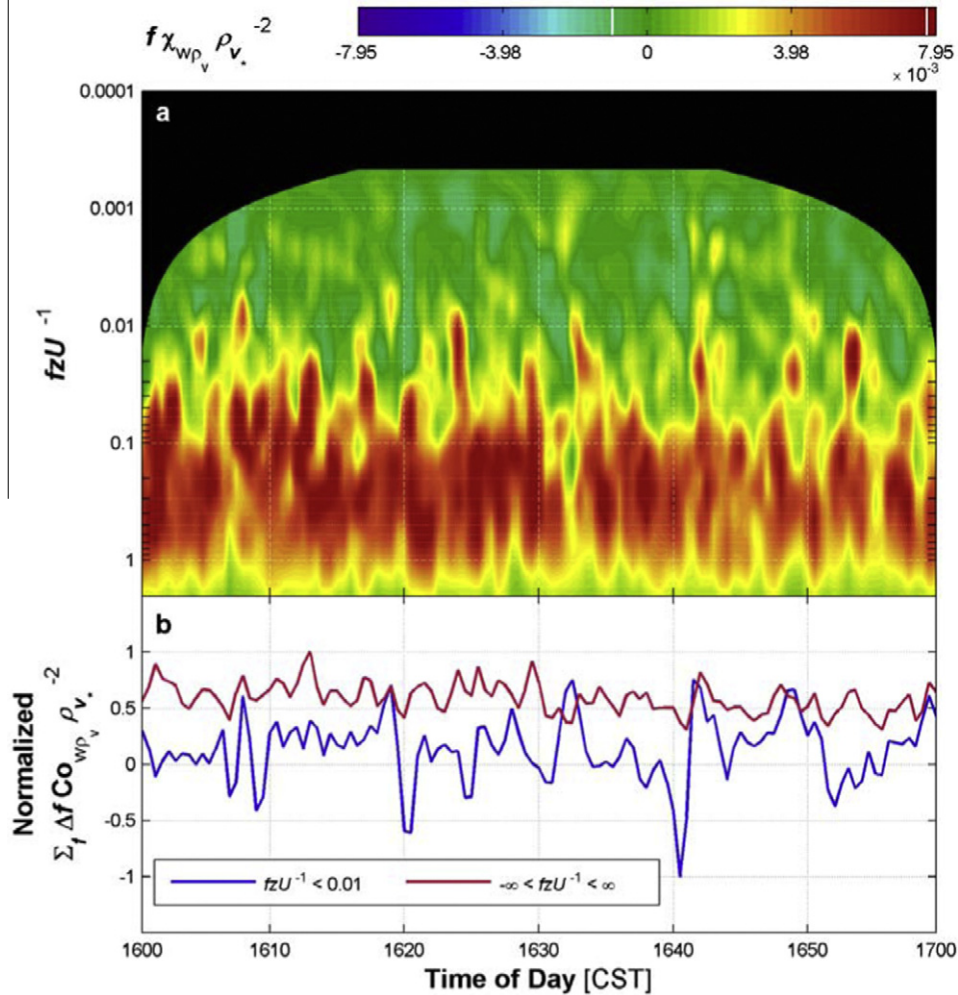 f χwρv ρv*-2
-7.95 -3.98 0 3.98 7.95
× 10-3
a
0.0001
0.001
0.01
0.1
1
fzU -1
b
1
0.5
0
-0.5
-1
Normalized
Σf Δf Cowρv ρv*-2
fzU -1 < 0.01 -∞ < fzU -1 < ∞
1600 1610 1620 1630 1640 1650 1700
Time of Day [CST]